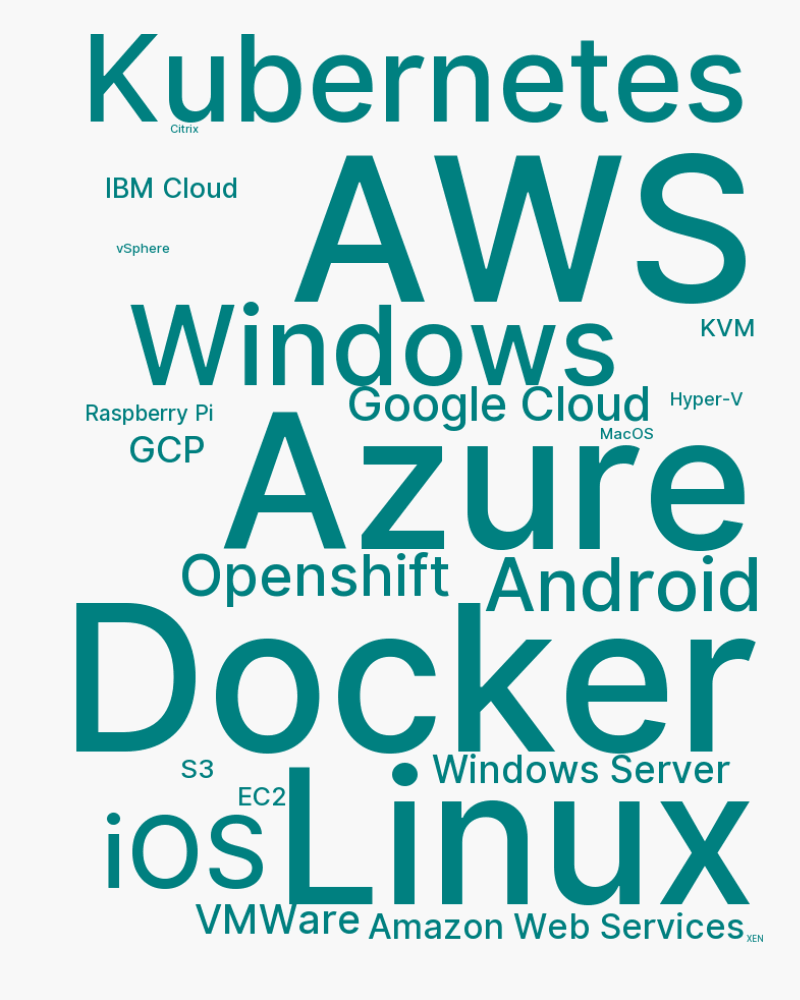 Kubernetes
Citrix
IBM Cloud
AWS
vSphere
Windows
KVM
Google Cloud
Hyper-V
Raspberry Pi
GCP
MacOS
Azure
Openshift
Android
Docker
S3
Windows Server
EC2
iOS
Linux
VMWare
Amazon Web Services
XEN